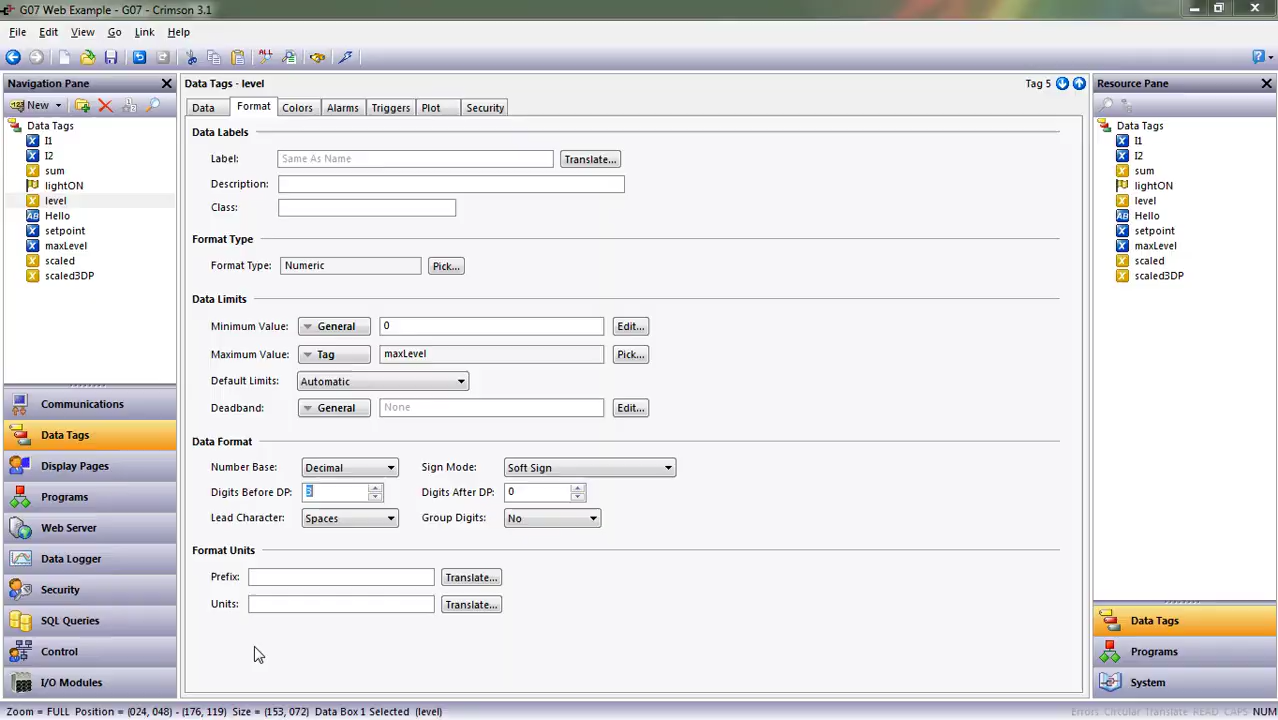 G07 Web Example - G07 - Crimson 3.1
File Edit View Go Link Help
Navigation Pane
New
Data Tags
I1
I2
sum
lightON
level
Hello
setpoint
maxLevel
scaled
scaled3DP
Communications
Data Tags
Display Pages
Programs
Web Server
Data Logger
Security
SQL Queries
Control
I/O Modules
Data Tags - level
Tag 5
Data Format Colors Alarms Triggers Plot Security
Data Labels
Label: Same As Name Translate...
Description:
Class:
Format Type
Format Type: Numeric Pick...
Data Limits
Minimum Value: General 0 Edit...
Maximum Value: Tag maxLevel Pick...
Default Limits: Automatic
Deadband: General None Edit...
Data Format
Number Base: Decimal Sign Mode: Soft Sign
Digits Before DP: 3 Digits After DP: 0
Lead Character: Spaces Group Digits: No
Format Units
Prefix: Translate...
Units: Translate...
Resource Pane
Data Tags
I1
I2
sum
lightON
level
Hello
setpoint
maxLevel
scaled
scaled3DP
Data Tags
Programs
System
Zoom = FULL Position = (024, 048) - (176, 119) Size = (153, 072) Data Box 1 Selected (level)
Errors Circular Translate READ CAPS NUM